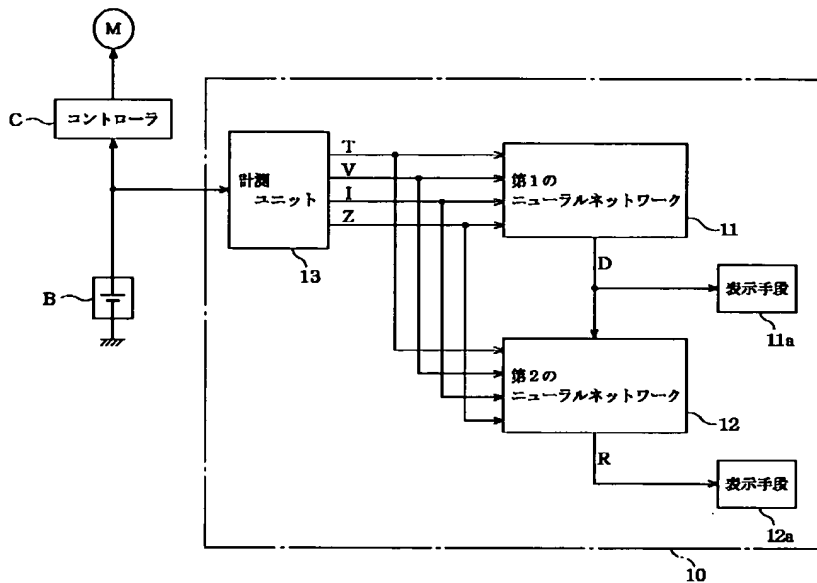 M
C
コントローラ
計測
ユニット
13
T
V
I
Z
第1の
ニューラルネットワーク
11
D
表示手段
11a
B
第2の
ニューラルネットワーク
12
R
表示手段
12a
10